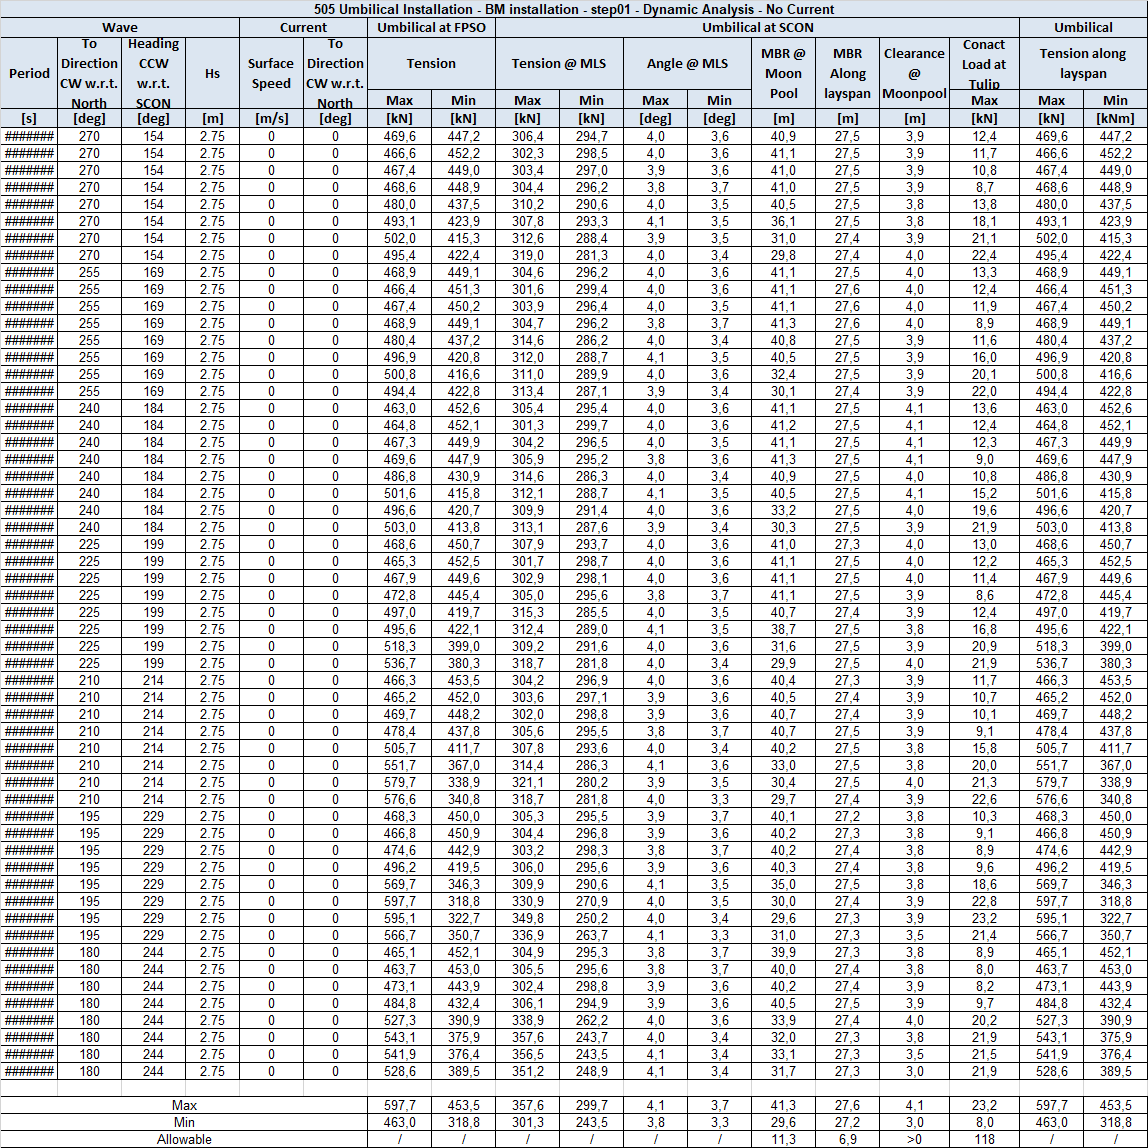 505 Umbilical Installation - BM installation - step01 - Dynamic Analysis - No Current
Wave Current Umbilical at FPSO Umbilical at SCON Umbilical
Period To Direction CW w.r.t. North Heading CCW w.r.t. SCON Hs Surface Speed To Direction CW w.r.t. North Tension Tension @ MLS Angle @ MLS MBR @ Moon Pool MBR Along layspan Clearance @ Moonpool Conact Load at Tulip Tension along layspan
Max Min Max Min Max Min Max Max Min
[s] [deg] [deg] [m] [m/s] [deg] [kN] [kN] [kN] [kN] [deg] [deg] [m] [m] [m] [kN] [kN] [kNm]
####### 270 154 2.75 0 0 469,6 447,2 306,4 294,7 4,0 3,6 40,9 27,5 3,9 12,4 469,6 447,2
####### 270 154 2.75 0 0 466,6 452,2 302,3 298,5 4,0 3,6 41,1 27,5 3,9 11,7 466,6 452,2
####### 270 154 2.75 0 0 467,4 449,0 303,4 297,0 3,9 3,6 41,0 27,5 3,9 10,8 467,4 449,0
####### 270 154 2.75 0 0 468,6 448,9 304,4 296,2 3,8 3,7 41,0 27,5 3,9 8,7 468,6 448,9
####### 270 154 2.75 0 0 480,0 437,5 310,2 290,6 4,0 3,5 40,5 27,5 3,8 13,8 480,0 437,5
####### 270 154 2.75 0 0 493,1 423,9 307,8 293,3 4,1 3,5 36,1 27,5 3,8 18,1 493,1 423,9
####### 270 154 2.75 0 0 502,0 415,3 312,6 288,4 3,9 3,5 31,0 27,4 3,9 21,1 502,0 415,3
####### 270 154 2.75 0 0 495,4 422,4 319,0 281,3 4,0 3,4 29,8 27,4 4,0 22,4 495,4 422,4
####### 255 169 2.75 0 0 468,9 449,1 304,6 296,2 4,0 3,6 41,1 27,5 4,0 13,3 468,9 449,1
####### 255 169 2.75 0 0 466,4 451,3 301,6 299,4 4,0 3,6 41,1 27,6 4,0 12,4 466,4 451,3
####### 255 169 2.75 0 0 467,4 450,2 303,9 296,4 4,0 3,5 41,1 27,6 4,0 11,9 467,4 450,2
####### 255 169 2.75 0 0 468,9 449,1 304,7 296,2 3,8 3,7 41,3 27,6 4,0 8,9 468,9 449,1
####### 255 169 2.75 0 0 480,4 437,2 314,6 286,2 4,0 3,4 40,8 27,5 3,9 11,6 480,4 437,2
####### 255 169 2.75 0 0 496,9 420,8 312,0 288,7 4,1 3,5 40,5 27,5 3,9 16,0 496,9 420,8
####### 255 169 2.75 0 0 500,8 416,6 311,0 289,9 4,0 3,6 32,4 27,5 3,9 20,1 500,8 416,6
####### 255 169 2.75 0 0 494,4 422,8 313,4 287,1 3,9 3,4 30,1 27,4 3,9 22,0 494,4 422,8
####### 240 184 2.75 0 0 463,0 452,6 305,4 295,4 4,0 3,6 41,1 27,5 4,1 13,6 463,0 452,6
####### 240 184 2.75 0 0 464,8 452,1 301,3 299,7 4,0 3,6 41,2 27,5 4,1 12,4 464,8 452,1
####### 240 184 2.75 0 0 467,3 449,9 304,2 296,5 4,0 3,5 41,1 27,5 4,1 12,3 467,3 449,9
####### 240 184 2.75 0 0 469,6 447,9 305,9 295,2 3,8 3,6 41,3 27,5 4,1 9,0 469,6 447,9
####### 240 184 2.75 0 0 486,8 430,9 314,6 286,3 4,0 3,4 40,9 27,5 4,0 10,8 486,8 430,9
####### 240 184 2.75 0 0 501,6 415,8 312,1 288,7 4,1 3,5 40,5 27,5 4,1 15,2 501,6 415,8
####### 240 184 2.75 0 0 496,6 420,7 309,9 291,4 4,0 3,6 33,2 27,5 4,0 19,6 496,6 420,7
####### 240 184 2.75 0 0 503,0 413,8 313,1 287,6 3,9 3,4 30,3 27,5 4,0 21,9 503,0 413,8
####### 225 199 2.75 0 0 468,6 450,7 307,9 293,7 4,0 3,6 41,0 27,3 4,0 13,0 468,6 450,7
####### 225 199 2.75 0 0 465,3 452,5 301,7 298,7 4,0 3,6 41,1 27,5 4,0 12,2 465,3 452,5
####### 225 199 2.75 0 0 467,9 449,6 302,9 298,1 4,0 3,6 41,1 27,5 4,0 11,4 467,9 449,6
####### 225 199 2.75 0 0 472,8 445,4 305,0 295,6 3,8 3,7 41,1 27,5 3,9 8,6 472,8 445,4
####### 225 199 2.75 0 0 497,0 419,7 315,3 285,5 4,0 3,5 40,7 27,4 3,9 12,4 497,0 419,7
####### 225 199 2.75 0 0 495,6 422,1 312,4 289,0 4,1 3,5 38,7 27,5 3,8 16,8 495,6 422,1
####### 225 199 2.75 0 0 518,3 399,0 309,2 291,6 4,0 3,6 31,6 27,5 3,9 20,9 518,3 399,0
####### 225 199 2.75 0 0 536,7 380,3 318,7 281,8 4,0 3,4 29,9 27,5 4,0 21,9 536,7 380,3
####### 210 214 2.75 0 0 466,3 453,5 304,2 296,9 4,0 3,6 40,4 27,3 3,9 11,7 466,3 453,5
####### 210 214 2.75 0 0 465,2 452,0 303,6 297,1 3,9 3,6 40,5 27,4 3,9 10,7 465,2 452,0
####### 210 214 2.75 0 0 469,7 448,2 302,0 298,8 3,9 3,6 40,7 27,4 3,9 10,1 469,7 448,2
####### 210 214 2.75 0 0 478,4 437,8 305,6 295,5 3,8 3,7 40,7 27,5 3,9 9,1 478,4 437,8
####### 210 214 2.75 0 0 505,7 411,7 307,8 293,6 4,0 3,4 40,2 27,5 3,8 15,8 505,7 411,7
####### 210 214 2.75 0 0 551,7 367,0 314,4 286,3 4,1 3,6 33,0 27,5 3,8 20,0 551,7 367,0
####### 210 214 2.75 0 0 579,7 338,9 321,1 280,2 3,9 3,5 30,4 27,5 4,0 21,3 579,7 338,9
####### 210 214 2.75 0 0 576,6 340,8 318,7 281,8 4,0 3,3 29,7 27,4 3,9 22,6 576,6 340,8
####### 195 229 2.75 0 0 468,3 450,0 305,3 295,5 3,9 3,7 40,1 27,2 3,8 10,3 468,3 450,0
####### 195 229 2.75 0 0 466,8 450,9 304,4 296,8 3,9 3,6 40,2 27,3 3,8 9,1 466,8 450,9
####### 195 229 2.75 0 0 474,6 442,9 303,2 298,3 3,8 3,7 40,2 27,4 3,8 8,9 474,6 442,9
####### 195 229 2.75 0 0 496,2 419,5 306,0 295,6 3,9 3,6 40,3 27,4 3,8 9,6 496,2 419,5
####### 195 229 2.75 0 0 569,7 346,3 309,9 290,6 4,1 3,5 35,0 27,5 3,8 18,6 569,7 346,3
####### 195 229 2.75 0 0 597,7 318,8 330,9 270,9 4,0 3,5 30,0 27,4 3,9 22,8 597,7 318,8
####### 195 229 2.75 0 0 595,1 322,7 349,8 250,2 4,0 3,4 29,6 27,3 3,9 23,2 595,1 322,7
####### 195 229 2.75 0 0 566,7 350,7 336,9 263,7 4,1 3,3 31,0 27,3 3,5 21,4 566,7 350,7
####### 180 244 2.75 0 0 465,1 452,1 304,9 295,3 3,8 3,7 39,9 27,3 3,8 8,9 465,1 452,1
####### 180 244 2.75 0 0 463,7 453,0 305,5 295,6 3,8 3,7 40,0 27,4 3,8 8,0 463,7 453,0
####### 180 244 2.75 0 0 473,1 443,9 302,4 298,8 3,9 3,6 40,2 27,4 3,9 8,2 473,1 443,9
####### 180 244 2.75 0 0 484,8 432,4 306,1 294,9 3,9 3,6 40,5 27,5 3,9 9,7 484,8 432,4
####### 180 244 2.75 0 0 527,3 390,9 338,9 262,2 4,0 3,6 33,9 27,4 4,0 20,2 527,3 390,9
####### 180 244 2.75 0 0 543,1 375,9 357,6 243,7 4,0 3,4 32,0 27,3 3,8 21,9 543,1 375,9
####### 180 244 2.75 0 0 541,9 376,4 356,5 243,5 4,1 3,4 33,1 27,3 3,5 21,5 541,9 376,4
####### 180 244 2.75 0 0 528,6 389,5 351,2 248,9 4,1 3,4 31,7 27,3 3,0 21,9 528,6 389,5
Max 597,7 453,5 357,6 299,7 4,1 3,7 41,3 27,6 4,1 23,2 597,7 453,5
Min 463,0 318,8 301,3 243,5 3,8 3,3 29,6 27,2 3,0 8,0 463,0 318,8
Allowable / / / / / / 11,3 6,9 >0 118 / /